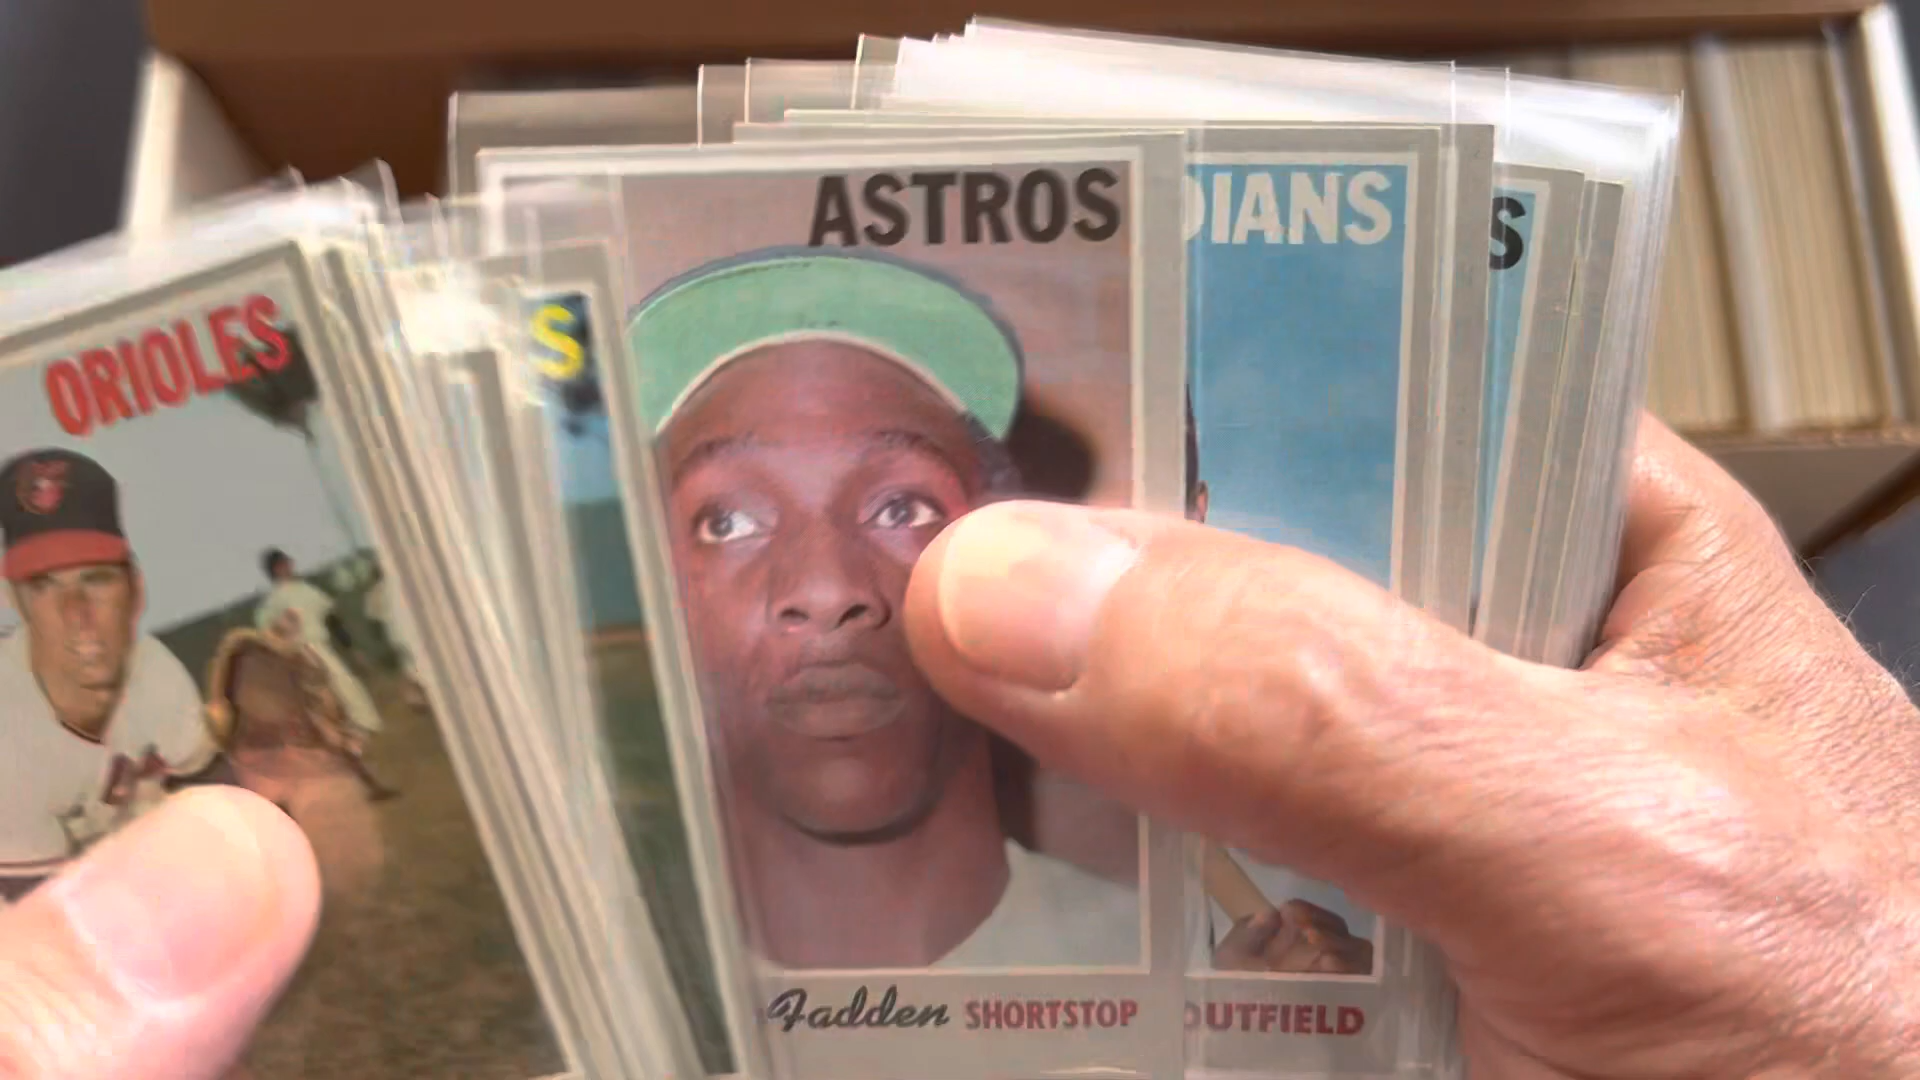 ORIOLES
S
ASTROS
DIANS
S
Fadden SHORTSTOP
OUTFIELD